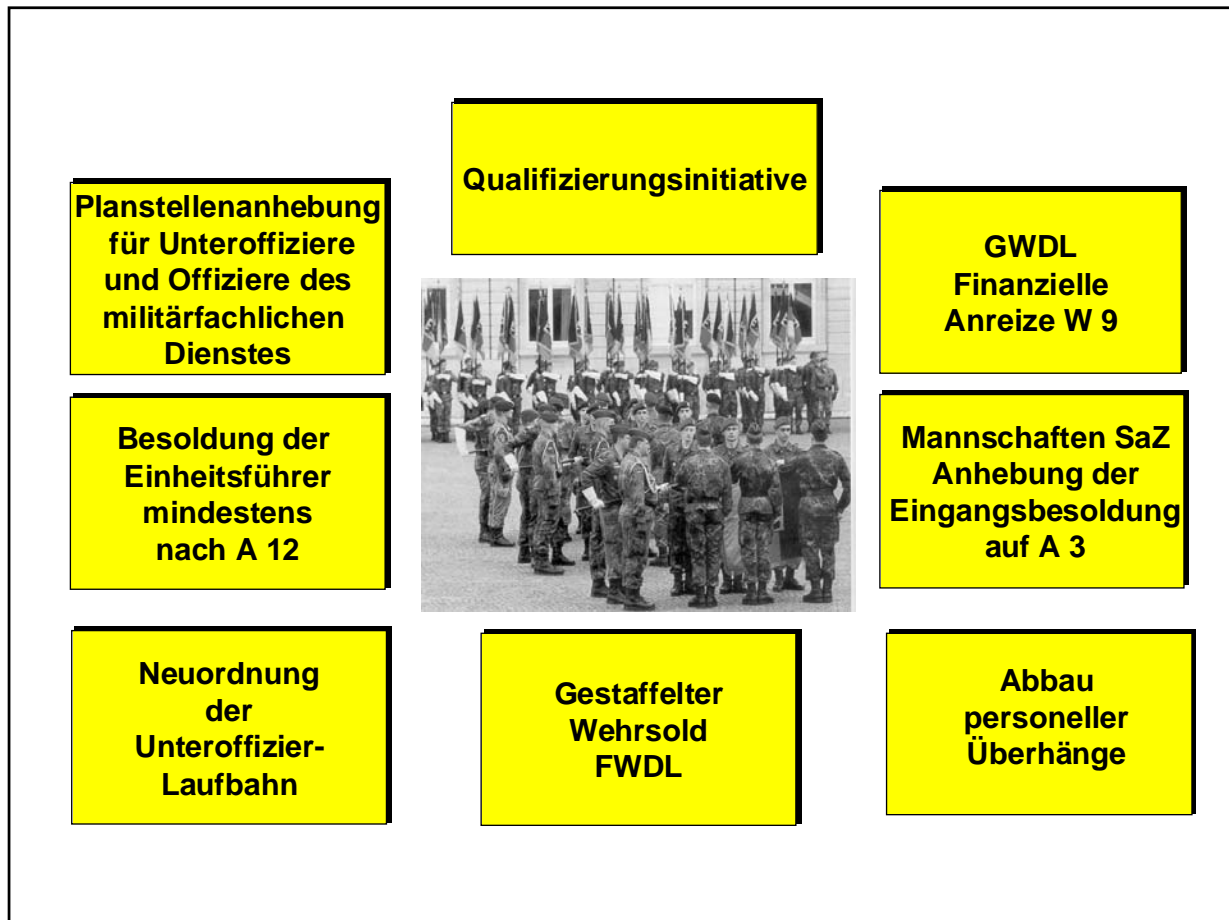 Qualifizierungsinitiative
Planstellenanhebung
für Unteroffiziere
und Offiziere des
militärfachlichen
Dienstes
GWDL
Finanzielle
Anreize W 9
Besoldung der
Einheitsführer
mindestens
nach A 12
Mannschaften SaZ
Anhebung der
Eingangsbesoldung
auf A 3
Neuordnung
der
Unteroffizier-
Laufbahn
Gestaffelter
Wehrsold
FWDL
Abbau
personeller
Überhänge